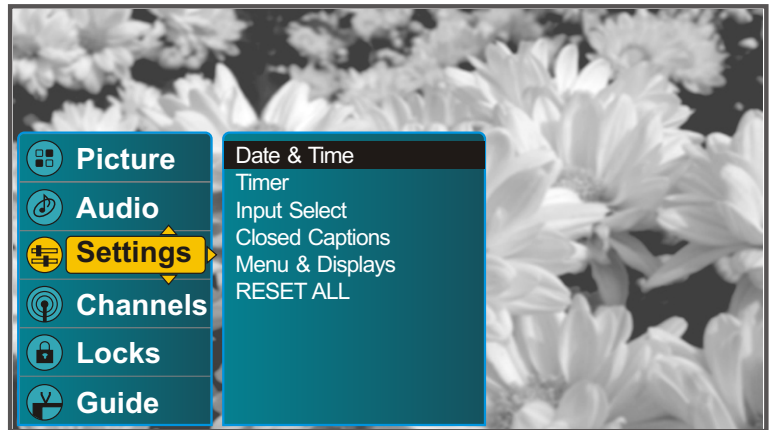 Picture
Audio
Settings
Channels
Locks
Guide
Date & Time
Timer
Input Select
Closed Captions
Menu & Displays
RESET ALL